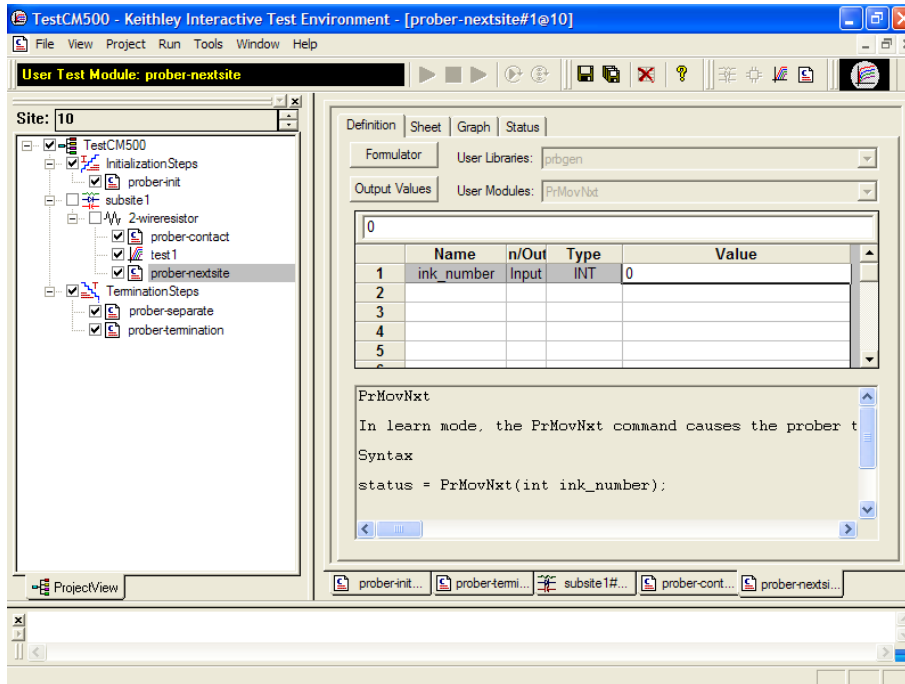 TestCM500 - Keithley Interactive Test Environment - [prober-nextsite#1@10]
File View Project Run Tools Window Help
User Test Module: prober-nextsite
Site: 10
TestCM500
Initialization Steps
prober-init
subsite1
2-wireresistor
prober-contact
test1
prober-nextsite
Termination Steps
prober-separate
prober-termination
ProjectView
Definition Sheet Graph Status
Formulator User Libraries: prbgen
Output Values User Modules: PrMovNxt
0
Name n/Out Type Value
1 ink_number Input INT 0
2
3
4
5
PrMovNxt
In learn mode, the PrMovNxt command causes the prober t
Syntax
status = PrMovNxt(int ink_number);
prober-init... prober-termi... subsite1#... prober-cont... prober-nextsi...